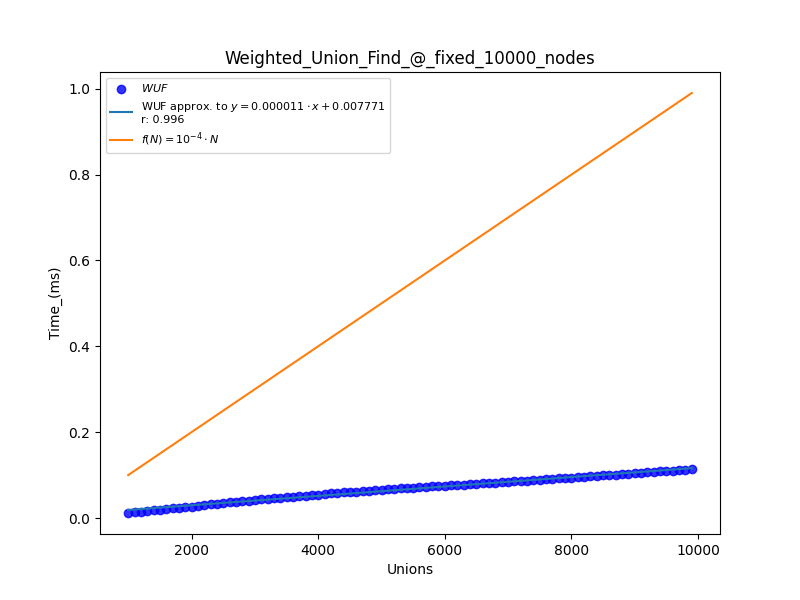 Weighted_Union_Find_@_fixed_10000_nodes
WUF
WUF approx. to y = 0.000011 · x + 0.007771
r: 0.996
f(N) = 10⁻⁴ · N
1.0
0.8
0.6
0.4
0.2
0.0
Time_(ms)
2000 4000 6000 8000 10000
Unions